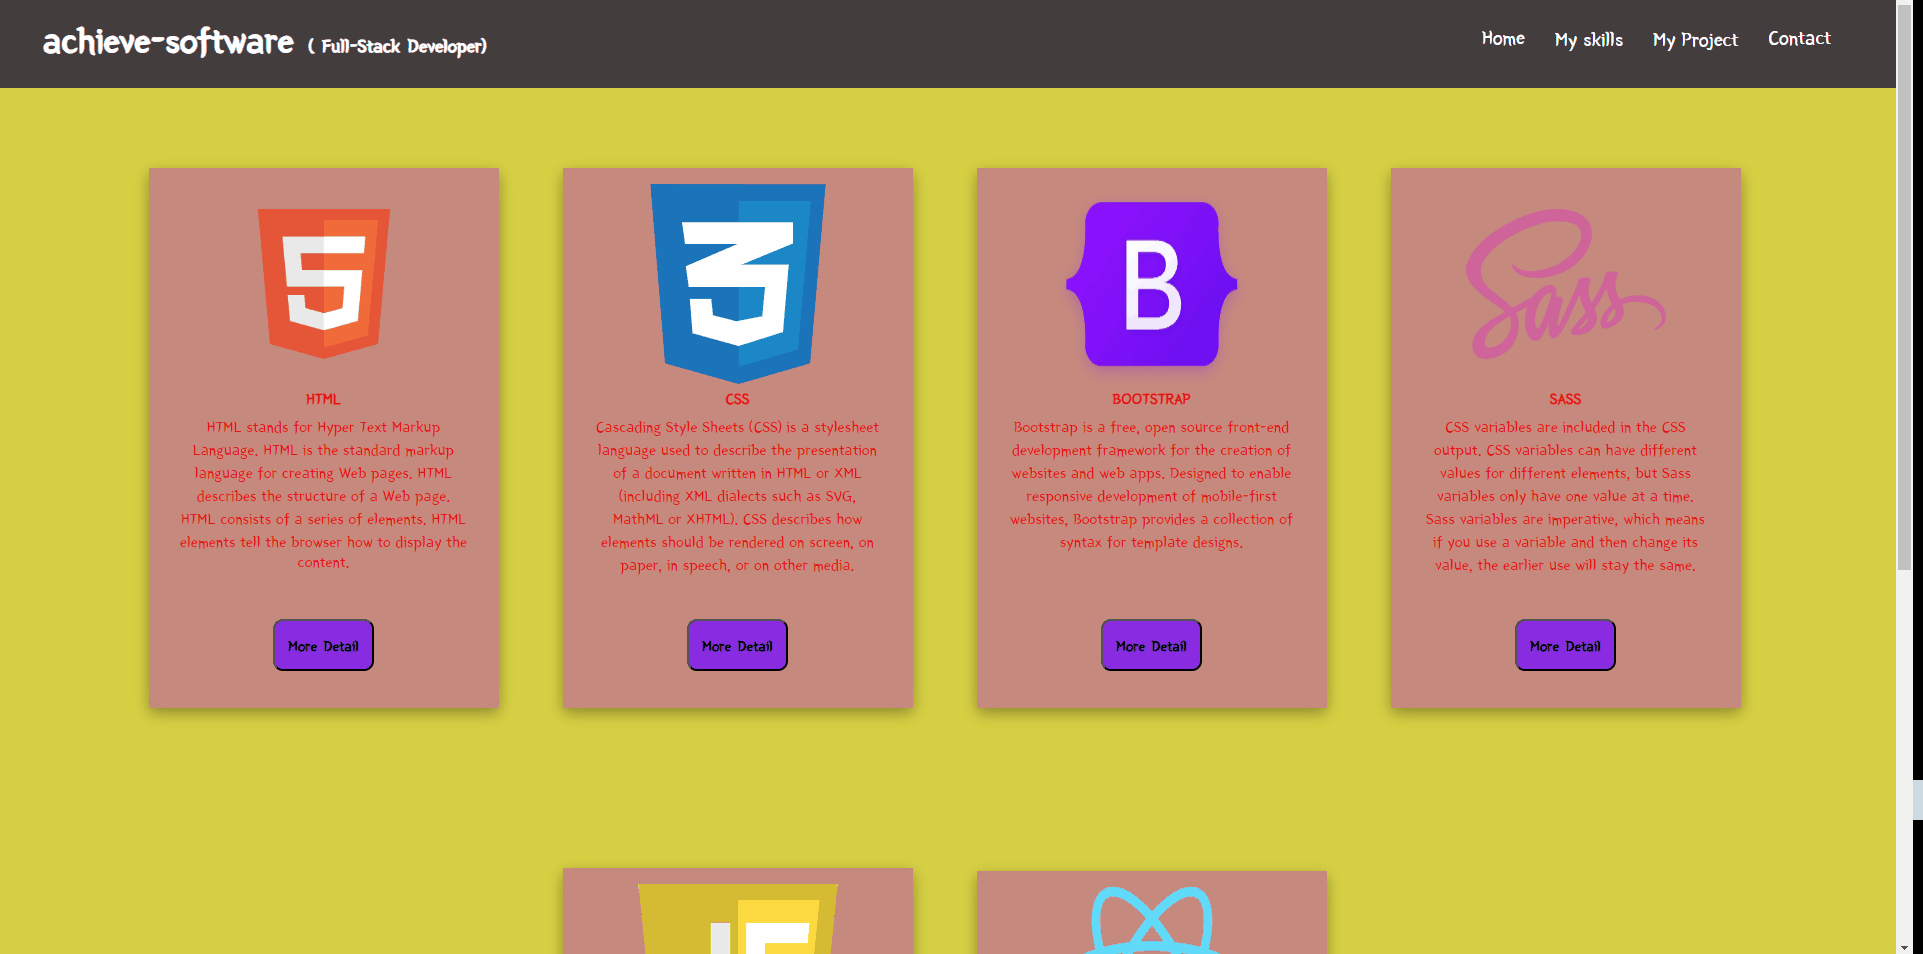 achieve-software ( Full-Stack Developer)
Home My skills My Project Contact
5
HTML
HTML stands for Hyper Text Markup
Language. HTML is the standard markup
language for creating Web pages. HTML
describes the structure of a Web page.
HTML consists of a series of elements. HTML
elements tell the browser how to display the
content.
More Detail
3
CSS
Cascading Style Sheets (CSS) is a stylesheet
language used to describe the presentation
of a document written in HTML or XML
(including XML dialects such as SVG,
MathML or XHTML). CSS describes how
elements should be rendered on screen, on
paper, in speech, or on other media.
More Detail
B
BOOTSTRAP
Bootstrap is a free, open source front-end
development framework for the creation of
websites and web apps. Designed to enable
responsive development of mobile-first
websites, Bootstrap provides a collection of
syntax for template designs.
More Detail
Sass
SASS
CSS variables are included in the CSS
output. CSS variables can have different
values for different elements, but Sass
variables only have one value at a time.
Sass variables are imperative, which means
if you use a variable and then change its
value, the earlier use will stay the same.
More Detail